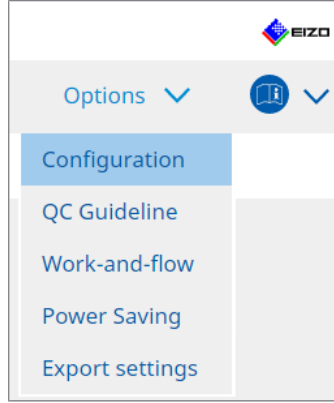 EIZO
Options
Configuration
QC Guideline
Work-and-flow
Power Saving
Export settings